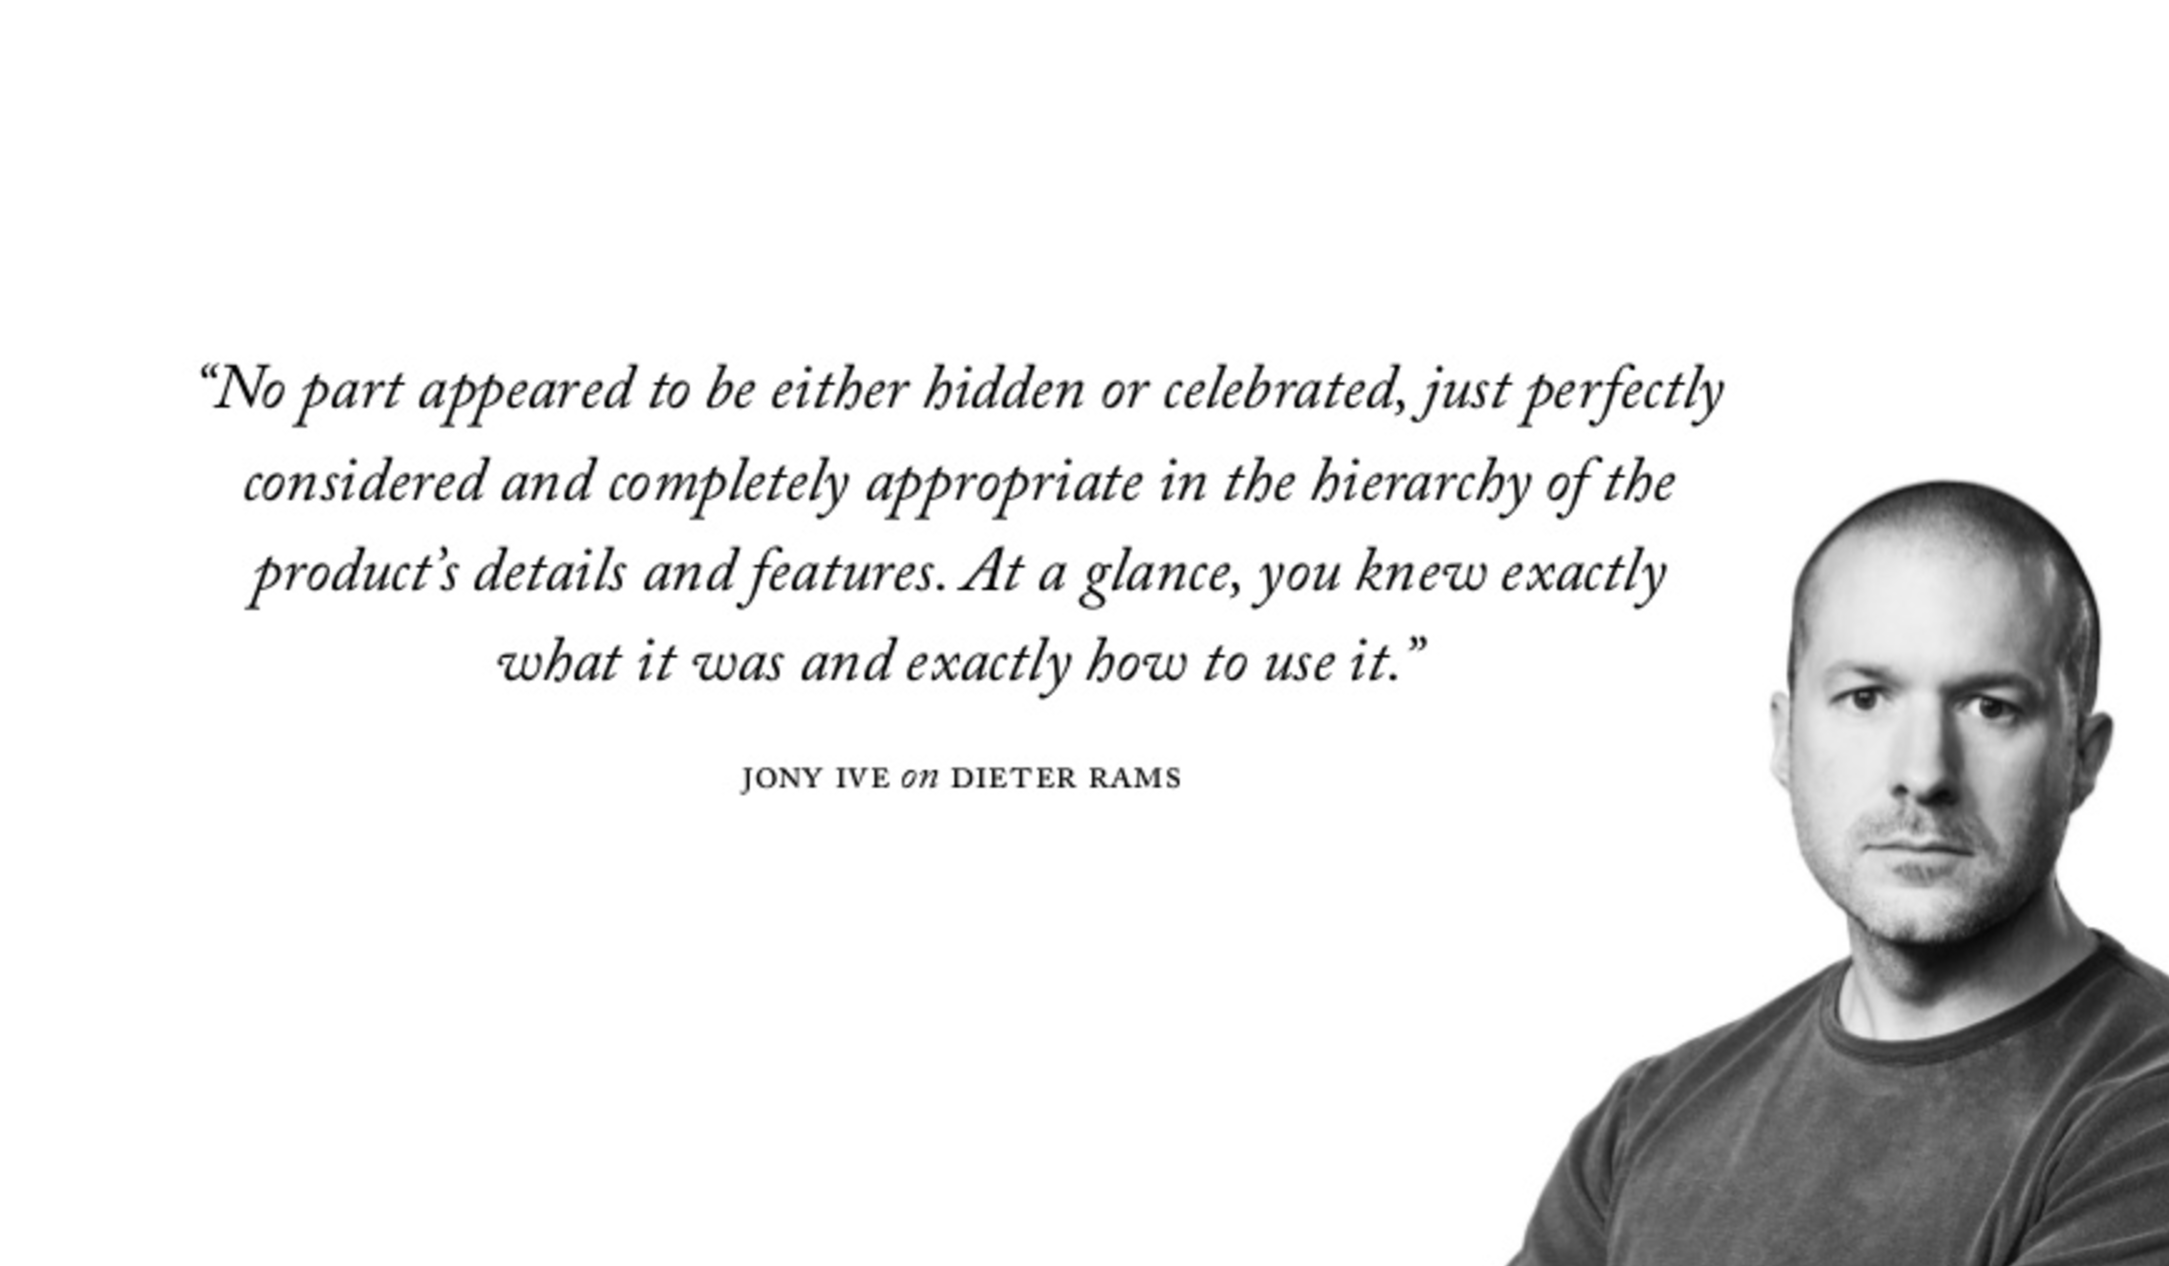 “No part appeared to be either hidden or celebrated, just perfectly
considered and completely appropriate in the hierarchy of the
product’s details and features. At a glance, you knew exactly
what it was and exactly how to use it.”
JONY IVE on DIETER RAMS